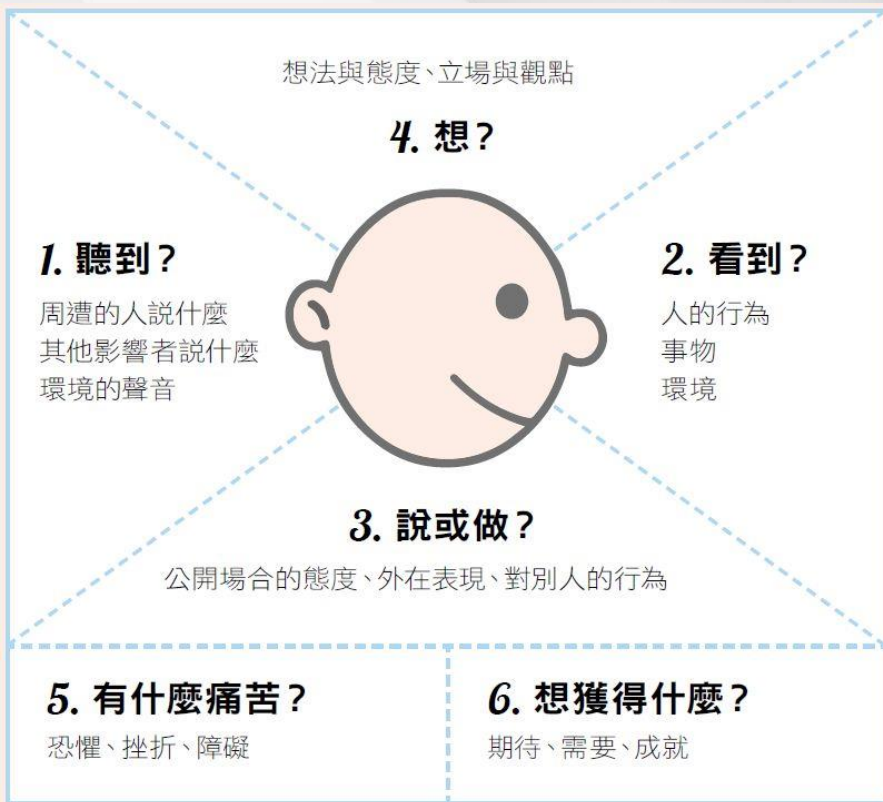 想法與態度、立場與觀點
4. 想？
1. 聽到？
周遭的人說什麼
其他影響者說什麼
環境的聲音
2. 看到？
人的行為
事物
環境
3. 說或做？
公開場合的態度、外在表現、對別人的行為
5. 有什麼痛苦？
恐懼、挫折、障礙
6. 想獲得什麼？
期待、需要、成就